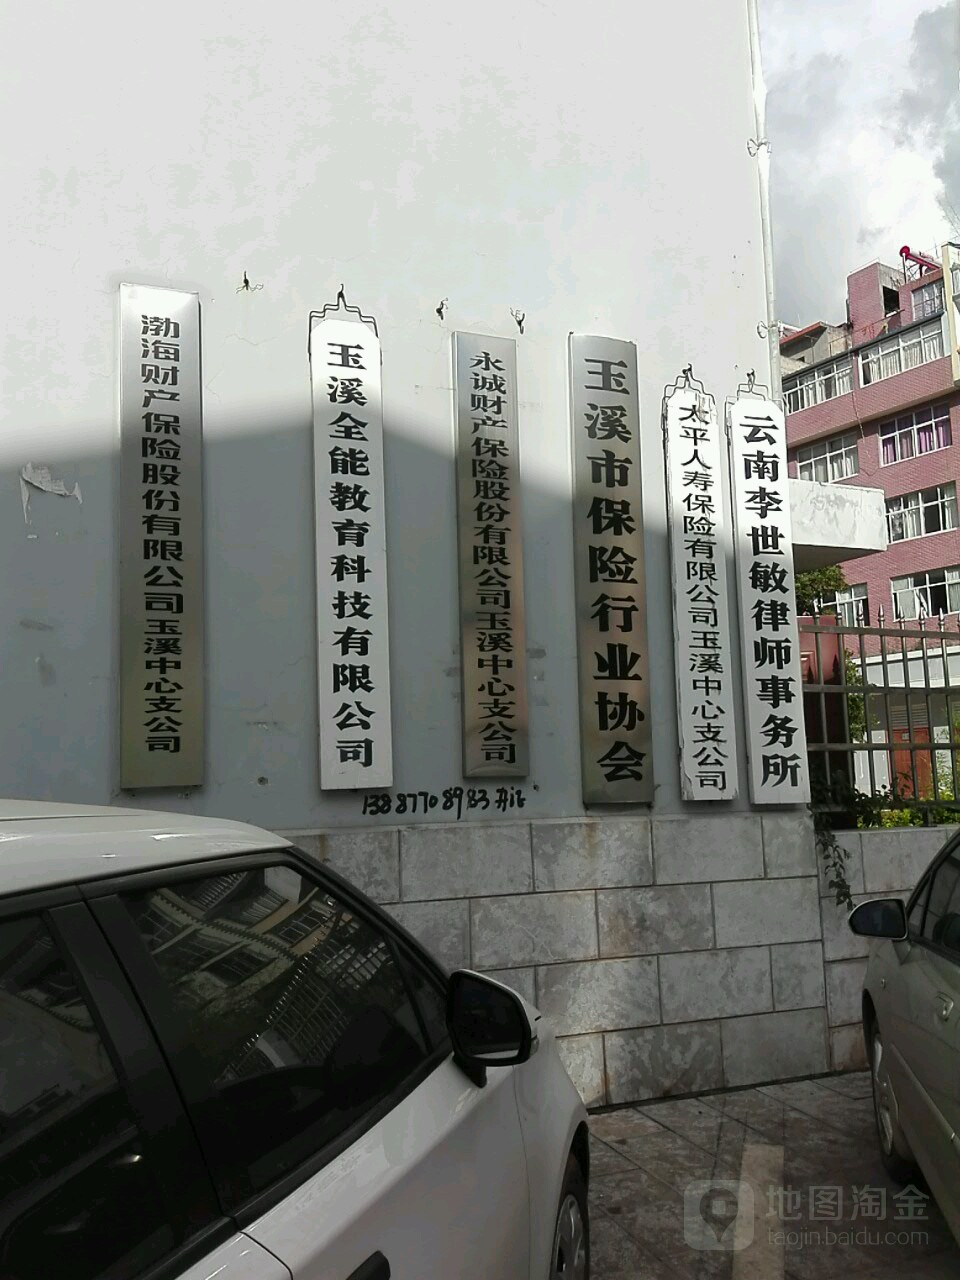 渤海财产保险股份有限公司玉溪中心支公司
玉溪全能教育科技有限公司
永诚财产保险股份有限公司玉溪中心支公司
玉溪市保险行业协会
太平人寿保险有限公司玉溪中心支公司
云南李世敏律师事务所
13887708983
地图淘金
taojin.baidu.com